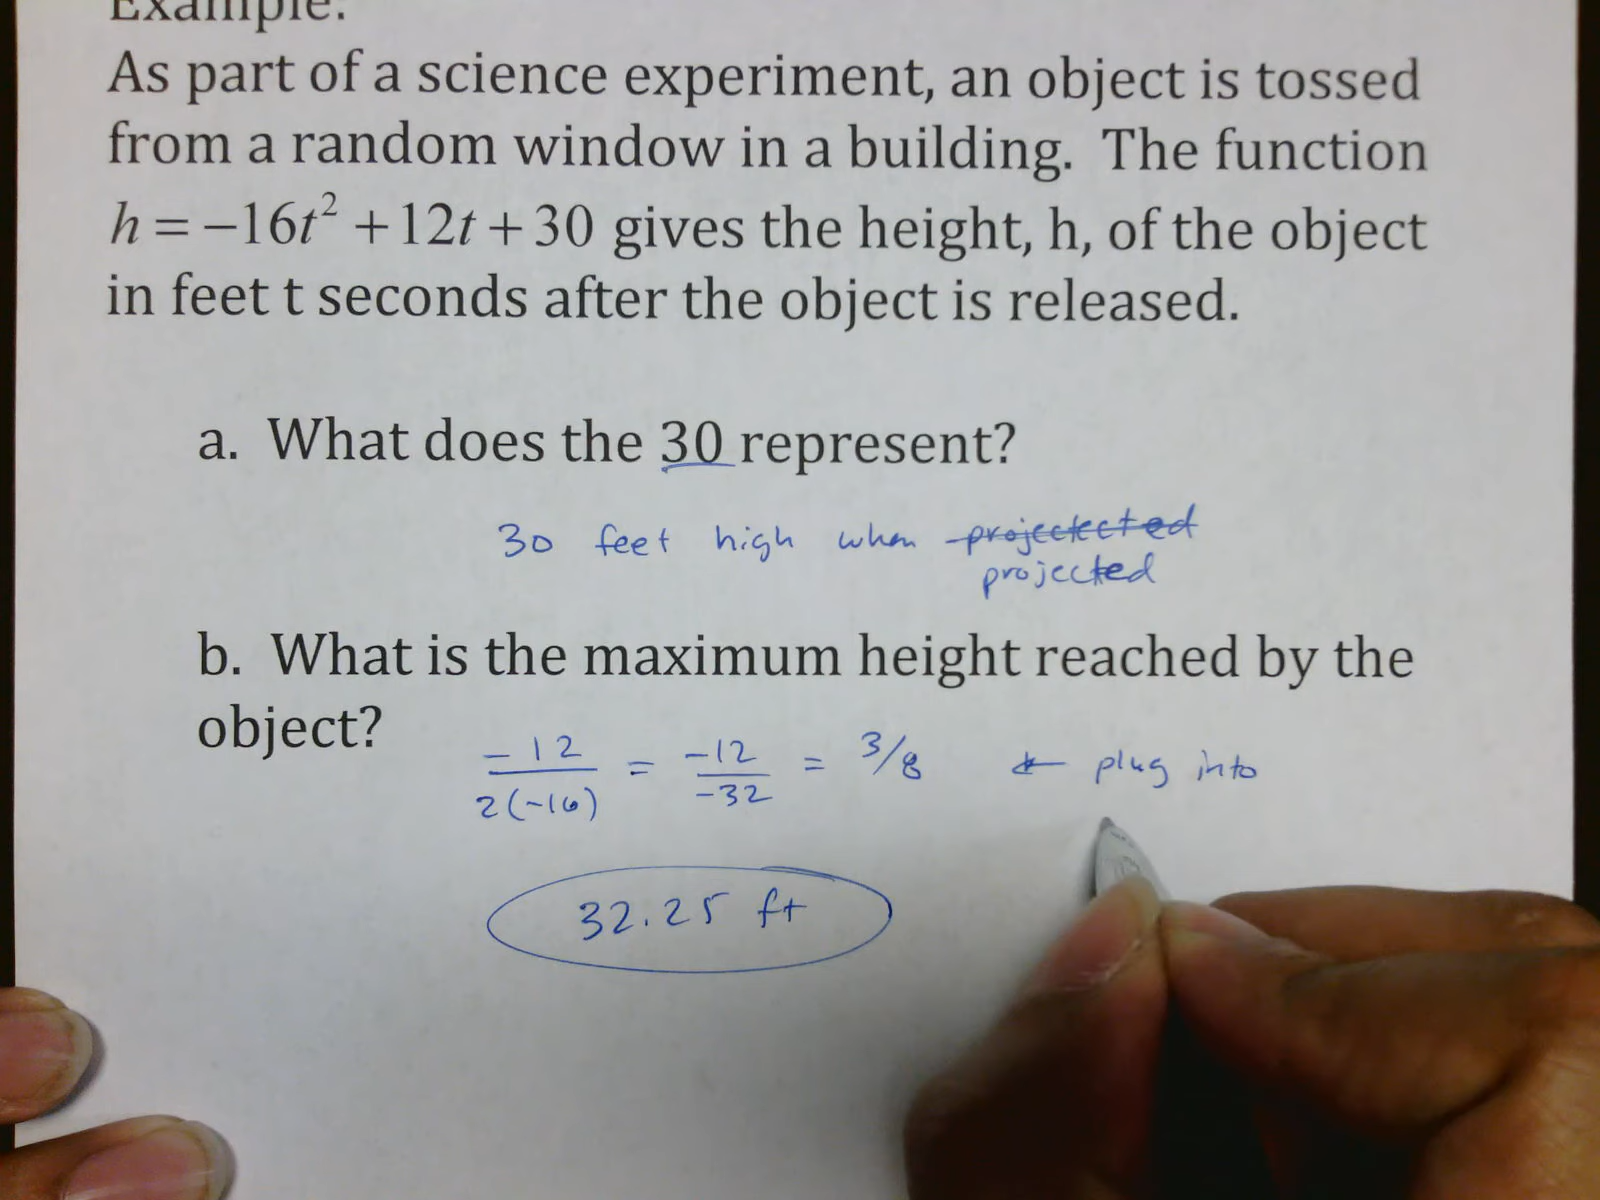 Example:
As part of a science experiment, an object is tossed
from a random window in a building. The function
h = −16t² + 12t + 30 gives the height, h, of the object
in feet t seconds after the object is released.
a. What does the 30 represent?
30 feet high when projectected
projected
b. What is the maximum height reached by the
object?
-12/2(-16) = -12/-32 = 3/8 ← plug into
32.25 ft